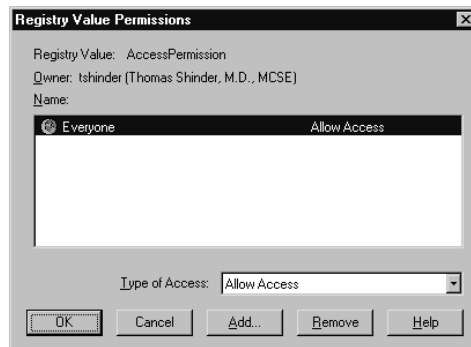 Registry Value Permissions
Registry Value: AccessPermission
Owner: tshinder (Thomas Shinder, M.D., MCSE)
Name:
Everyone Allow Access
Type of Access: Allow Access
OK Cancel Add... Remove Help